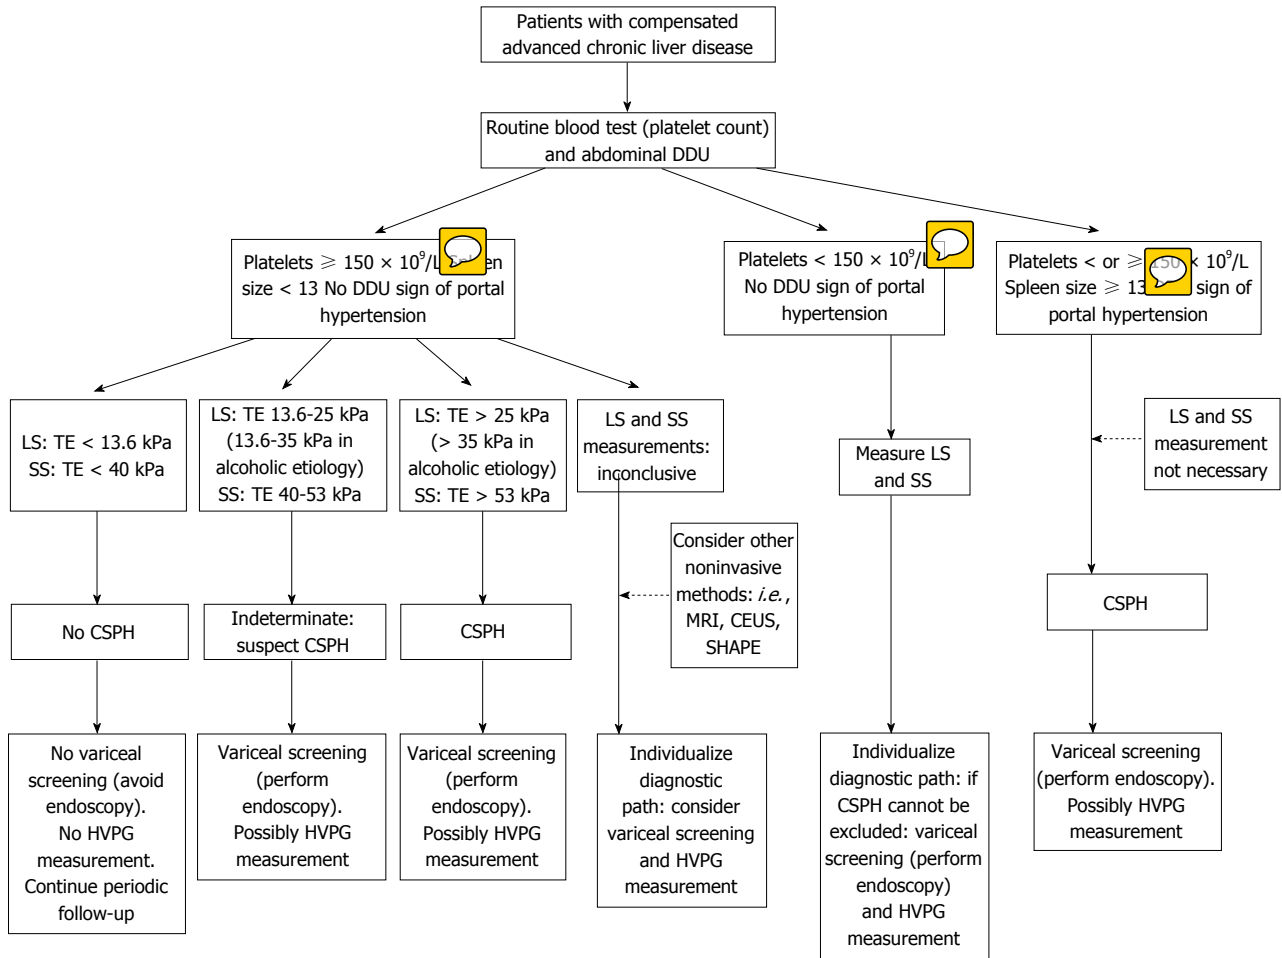 Patients with compensated
advanced chronic liver disease
Routine blood test (platelet count)
and abdominal DDU
Platelets ≥ 150 × 10⁹/L
size < 13 No DDU sign of portal
hypertension
Platelets < 150 × 10⁹/L
No DDU sign of portal
hypertension
Platelets < or ≥ 150 × 10⁹/L
Spleen size ≥ 13 sign of
portal hypertension
LS: TE < 13.6 kPa
SS: TE < 40 kPa
LS: TE 13.6-25 kPa
(13.6-35 kPa in
alcoholic etiology)
SS: TE 40-53 kPa
LS: TE > 25 kPa
(> 35 kPa in
alcoholic etiology)
SS: TE > 53 kPa
LS and SS
measurements:
inconclusive
Measure LS
and SS
LS and SS
measurement
not necessary
Consider other
noninvasive
methods: i.e.,
MRI, CEUS,
SHAPE
No CSPH
Indeterminate:
suspect CSPH
CSPH
CSPH
No variceal
screening (avoid
endoscopy).
No HVPG
measurement.
Continue periodic
follow-up
Variceal screening
(perform
endoscopy).
Possibly HVPG
measurement
Variceal screening
(perform
endoscopy).
Possibly HVPG
measurement
Individualize
diagnostic
path: consider
variceal screening
and HVPG
measurement
Individualize
diagnostic path: if
CSPH cannot be
excluded: variceal
screening (perform
endoscopy)
and HVPG
measurement
Variceal screening
(perform endoscopy).
Possibly HVPG
measurement